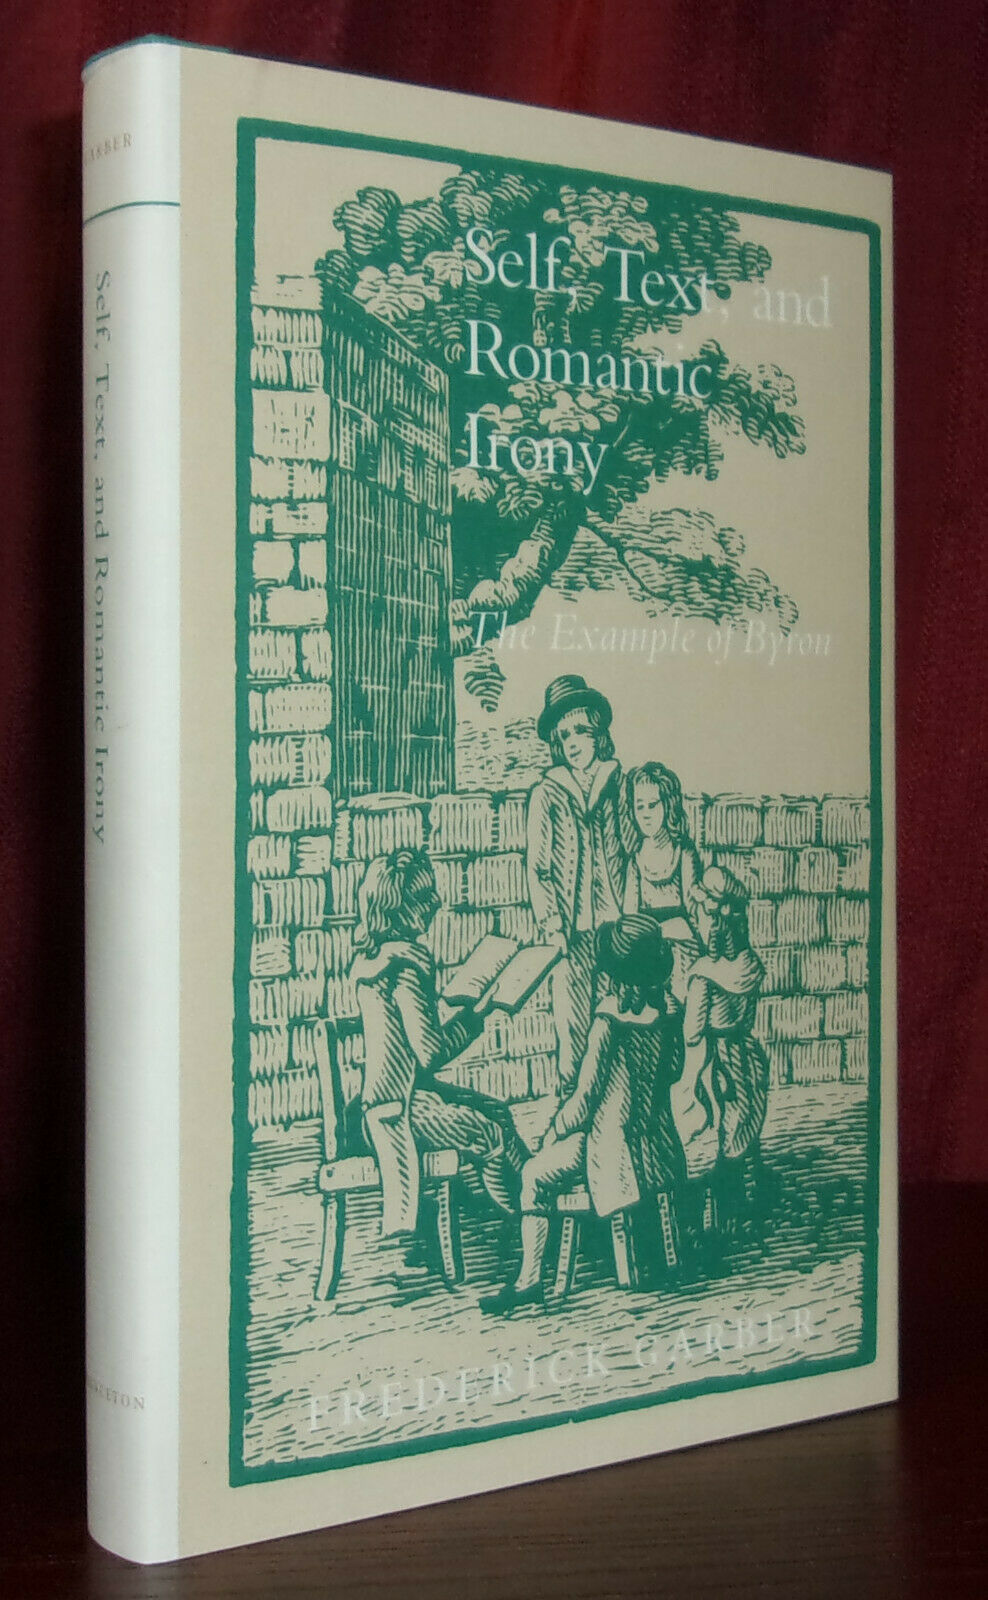 GARBER
Self, Text, and Romantic Irony
PRINCETON
Self, Text, and
Romantic
Irony
The Example of Byron
FREDERICK GARBER